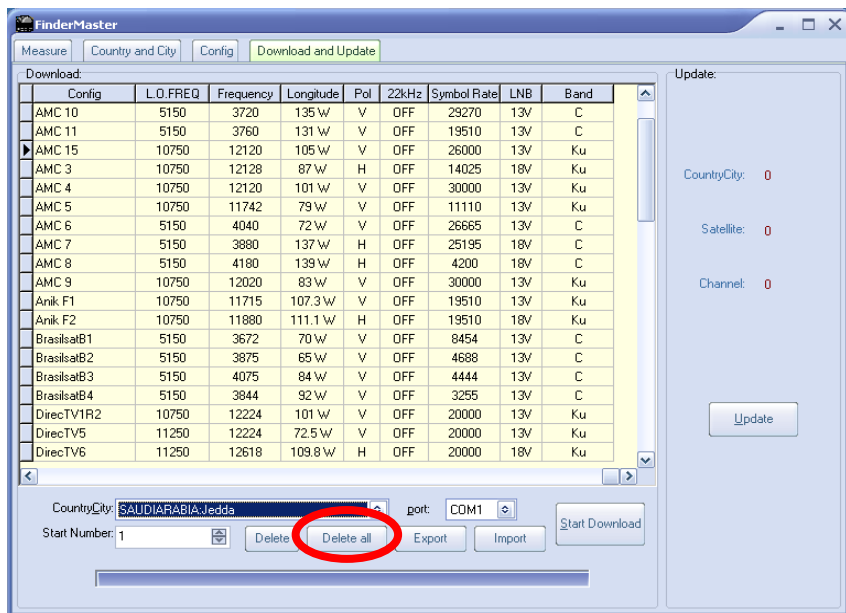 FinderMaster
Measure Country and City Config Download and Update
Download: Update:
Config L.O.FREQ Frequency Longitude Pol 22kHz Symbol Rate LNB Band
AMC 10 5150 3720 135 W V OFF 29270 13V C
AMC 11 5150 3760 131 W V OFF 19510 13V C
AMC 15 10750 12120 105 W V OFF 26000 13V Ku
AMC 3 10750 12128 87 W H OFF 14025 18V Ku
AMC 4 10750 12120 101 W V OFF 30000 13V Ku
AMC 5 10750 11742 79 W V OFF 11110 13V Ku
AMC 6 5150 4040 72 W V OFF 26665 13V C
AMC 7 5150 3880 137 W H OFF 25195 18V C
AMC 8 5150 4180 139 W H OFF 4200 18V C
AMC 9 10750 12020 83 W V OFF 30000 13V Ku
Anik F1 10750 11715 107.3 W V OFF 19510 13V Ku
Anik F2 10750 11880 111.1 W H OFF 19510 18V Ku
BrasilsatB1 5150 3672 70 W V OFF 8454 13V C
BrasilsatB2 5150 3875 65 W V OFF 4688 13V C
BrasilsatB3 5150 4075 84 W V OFF 4444 13V C
BrasilsatB4 5150 3844 92 W V OFF 3255 13V C
DirecTV1R2 10750 12224 101 W V OFF 20000 13V Ku
DirecTV5 11250 12224 72.5 W V OFF 20000 13V Ku
DirecTV6 11250 12618 109.8 W H OFF 20000 18V Ku
CountryCity: 0
Satellite: 0
Channel: 0
Update
CountryCity: SAUDIARABIA:Jedda port: COM1
Start Download
Start Number: 1 Delete Delete all Export Import